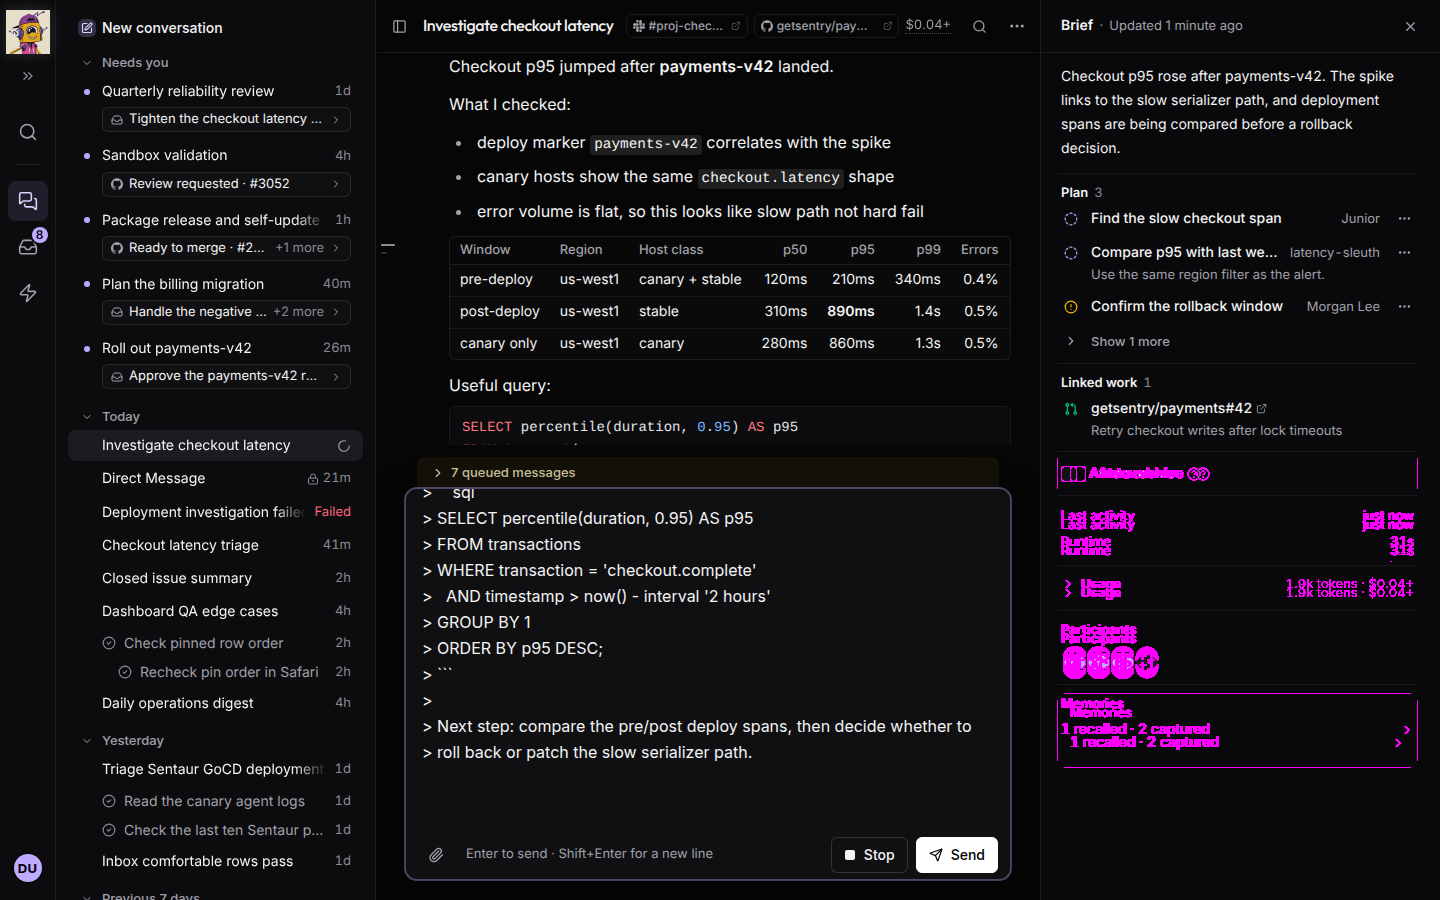 New conversation
Needs you
Quarterly reliability review 1d
Tighten the checkout latency ...
Sandbox validation 4h
Review requested · #3052
Package release and self-update 1h
Ready to merge · #2... +1 more
Plan the billing migration 40m
Handle the negative ... +2 more
Roll out payments-v42 26m
Approve the payments-v42 r...
Today
Investigate checkout latency
Direct Message 21m
Deployment investigation failed Failed
Checkout latency triage 41m
Closed issue summary 2h
Dashboard QA edge cases 4h
Check pinned row order 2h
Recheck pin order in Safari 2h
Daily operations digest 4h
Yesterday
Triage Sentaur GoCD deployment 1d
Read the canary agent logs 1d
Check the last ten Sentaur p... 1d
Inbox comfortable rows pass 1d
Previous 7 days
8
DU
Investigate checkout latency #proj-chec... getsentry/pay... $0.04+
Checkout p95 jumped after payments-v42 landed.
What I checked:
deploy marker payments-v42 correlates with the spike
canary hosts show the same checkout.latency shape
error volume is flat, so this looks like slow path not hard fail
Window Region Host class p50 p95 p99 Errors
pre-deploy us-west1 canary + stable 120ms 210ms 340ms 0.4%
post-deploy us-west1 stable 310ms 890ms 1.4s 0.5%
canary only us-west1 canary 280ms 860ms 1.3s 0.5%
Useful query:
SELECT percentile(duration, 0.95) AS p95
7 queued messages
> sql
> SELECT percentile(duration, 0.95) AS p95
> FROM transactions
> WHERE transaction = 'checkout.complete'
> AND timestamp > now() - interval '2 hours'
> GROUP BY 1
> ORDER BY p95 DESC;
> ```
>
> Next step: compare the pre/post deploy spans, then decide whether to
> roll back or patch the slow serializer path.
Enter to send · Shift+Enter for a new line
Stop
Send
Brief · Updated 1 minute ago
Checkout p95 rose after payments-v42. The spike
links to the slow serializer path, and deployment
spans are being compared before a rollback
decision.
Plan 3
Find the slow checkout span Junior
Compare p95 with last we... latency-sleuth
Use the same region filter as the alert.
Confirm the rollback window Morgan Lee
Show 1 more
Linked work 1
getsentry/payments#42
Retry checkout writes after lock timeouts
Last activity just now
Last activity just now
Runtime 31s
Runtime 31s
Usage 1.9k tokens · $0.04+
Usage 1.9k tokens · $0.04+
Participants
Participants
Memories
Memories
1 recalled · 2 captured
1 recalled · 2 captured